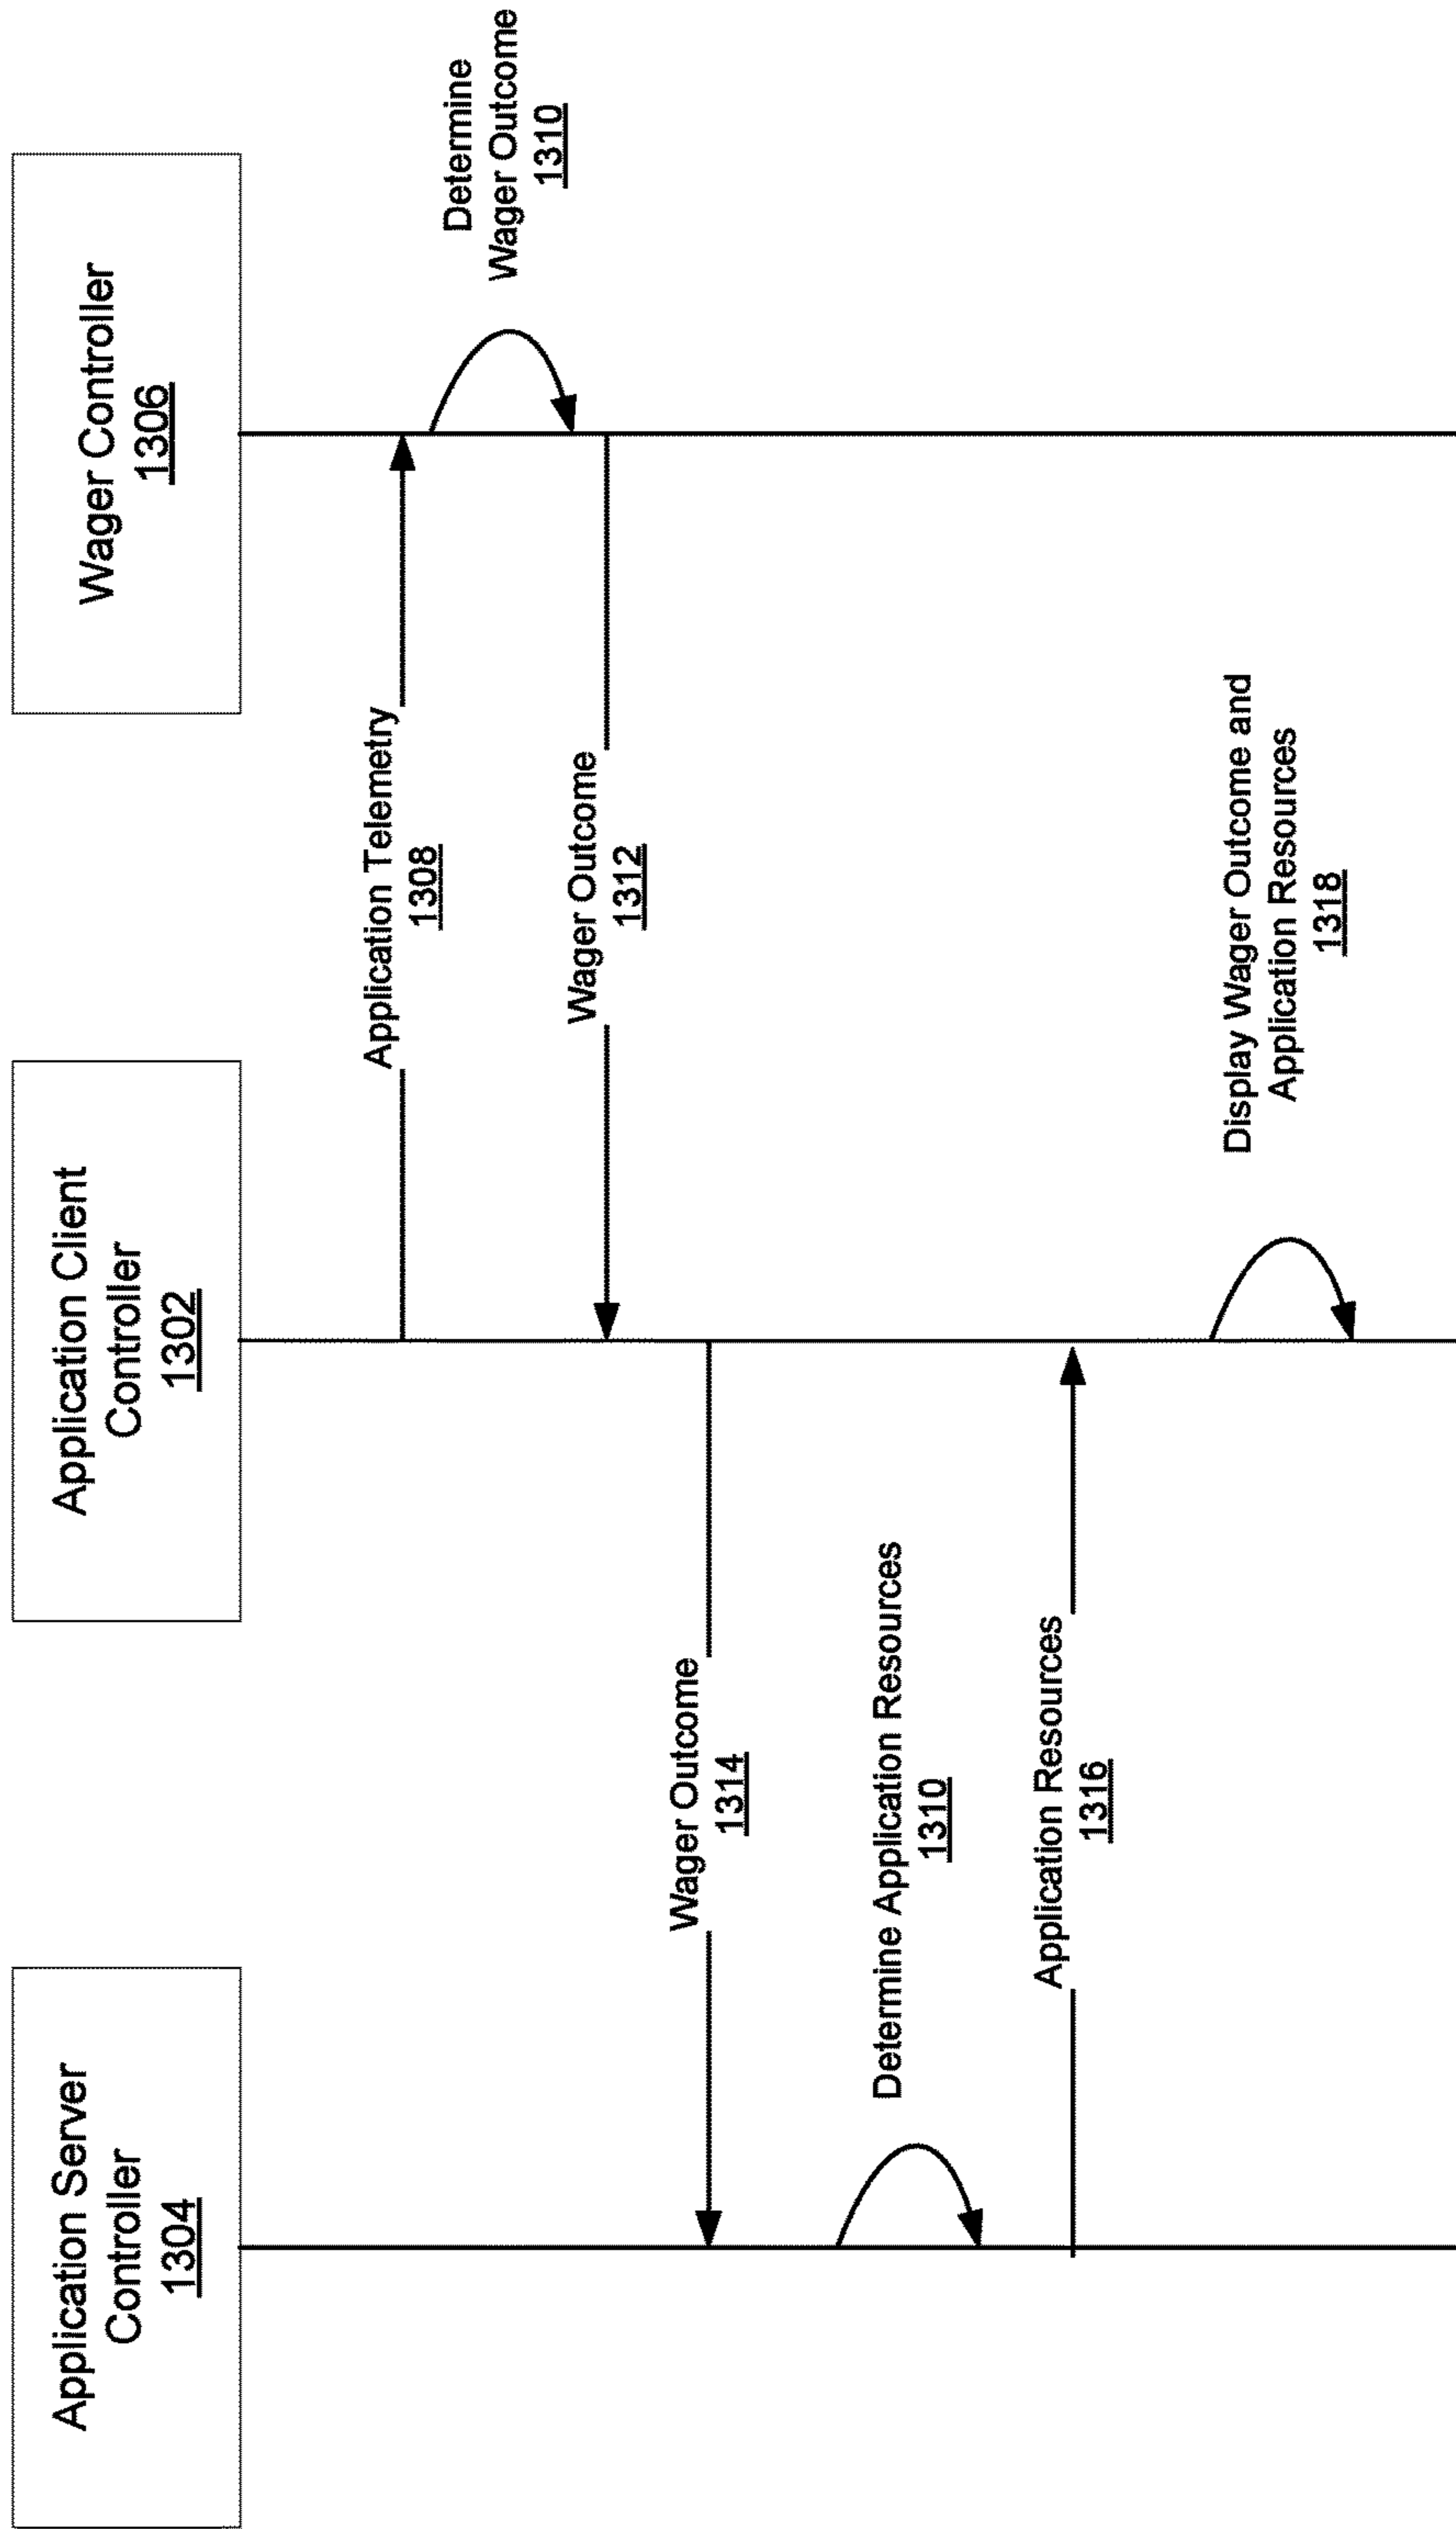 Application Server
Controller
1304
Application Client
Controller
1302
Wager Controller
1306
Application Telemetry
1308
Determine
Wager Outcome
1310
Wager Outcome
1312
Wager Outcome
1314
Determine Application Resources
1310
Application Resources
1316
Display Wager Outcome and
Application Resources
1318